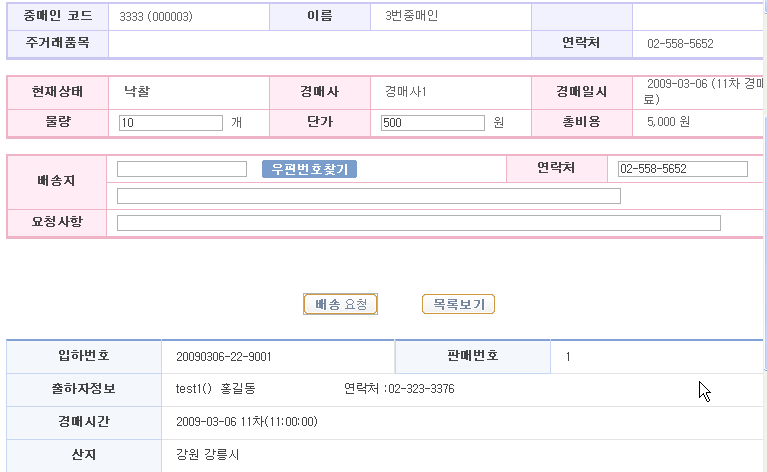 중매인 코드 3333 (000003) 이름 3번중매인
주거래품목 연락처 02-558-5652
현재상태 낙찰 경매사 경매사1 경매일시 2009-03-06 (11차 경매
료)
물량 10 개 단가 500 원 총비용 5,000 원
배송지 우편번호찾기 연락처 02-558-5652
요청사항
배송 요청 목록보기
입하번호 20090306-22-9001 판매번호 1
출하자정보 test1() 홍길동 연락처 :02-323-3376
경매시간 2009-03-06 11차(11:00:00)
산지 강원 강릉시